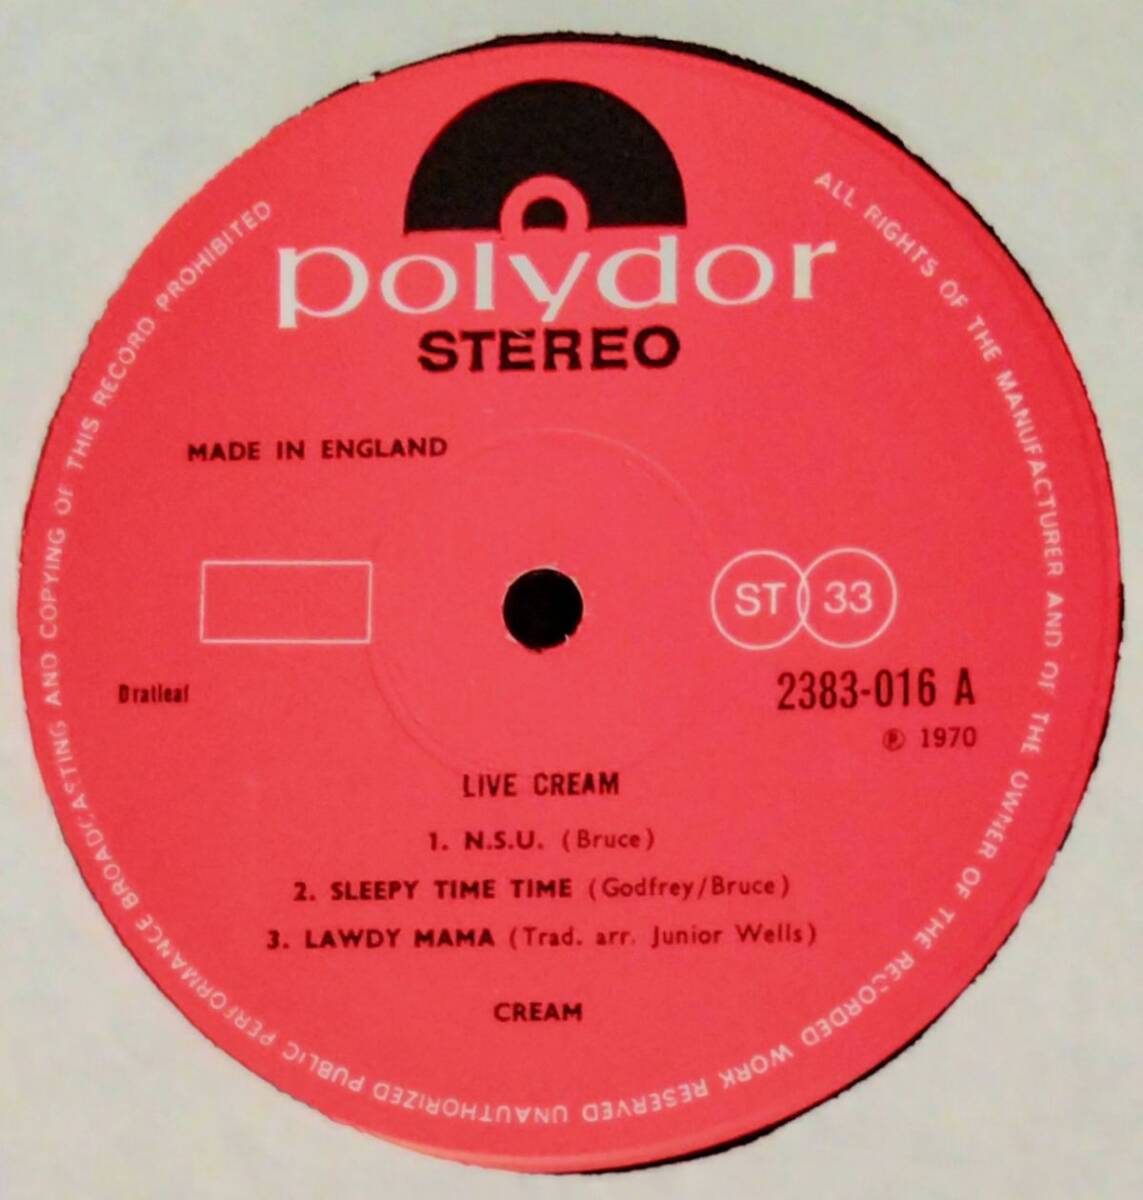 polydor
STEREO
MADE IN ENGLAND
ST 33
Dratleaf
2383-016 A
℗ 1970
LIVE CREAM
1. N.S.U. (Bruce)
2. SLEEPY TIME TIME (Godfrey/Bruce)
3. LAWDY MAMA (Trad. arr. Junior Wells)
CREAM
ALL RIGHTS OF THE MANUFACTURER AND OF THE OWNER OF THE RECORDED WORK RESERVED UNAUTHORIZED PUBLIC PERFORMANCE BROADCASTING AND COPYING OF THIS RECORD PROHIBITED